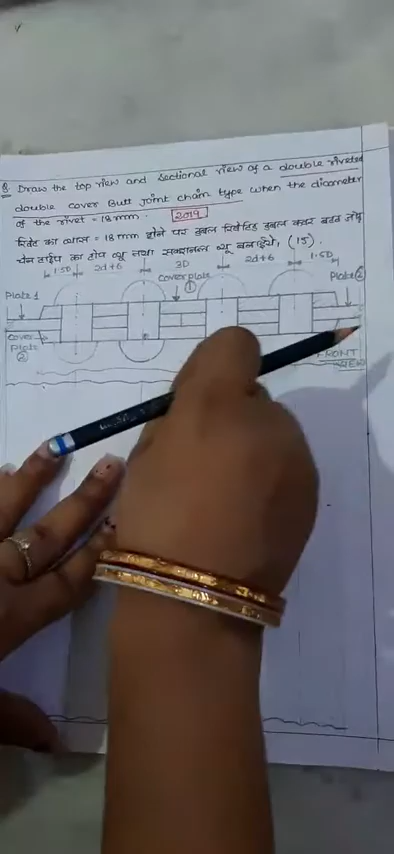 Q. Draw the top view and sectional view of a double riveted
double cover Butt Joint chain type when the diameter
of the rivet = 18mm. 2019
रिवेट का व्यास = 18 mm होने पर डबल रिवेटिड डबल कवर बट्ट जोड़
चेन टाईप का टोप व्यू तथा सेक्शनल व्यू बनाईये, (15).
1.5D 2d+6 3D 2d+6 1.5D
Plate 1 Cover plate ① Plate ②
Cover
Plate
②
FRONT
VIEW